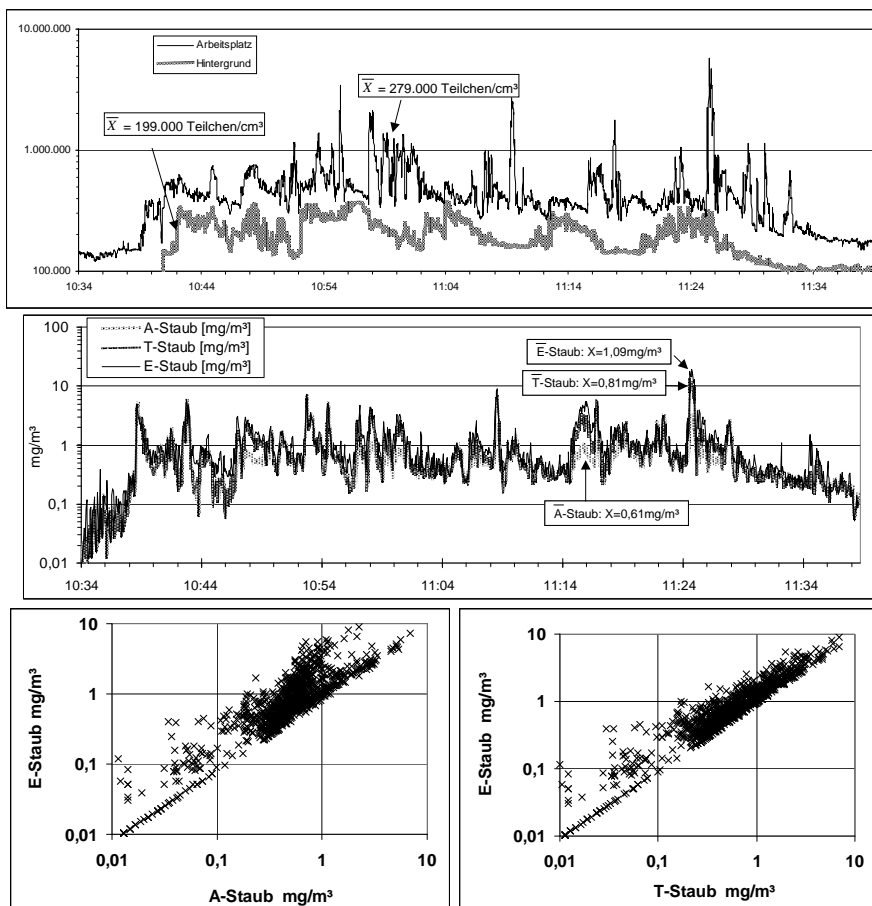 10.000.000
Arbeitsplatz
Hintergrund
X = 279.000 Teilchen/cm³
X = 199.000 Teilchen/cm³
1.000.000
100.000
10:34 10:44 10:54 11:04 11:14 11:24 11:34
100
A-Staub [mg/m³]
T-Staub [mg/m³]
E-Staub [mg/m³]
E-Staub: X=1,09mg/m³
T-Staub: X=0,81mg/m³
10
mg/m³
1
0,1
A-Staub: X=0,61mg/m³
0,01
10:34 10:44 10:54 11:04 11:14 11:24 11:34
10
1
0,1
0,01
E-Staub mg/m³
0,01 0,1 1 10
A-Staub mg/m³
10
1
0,1
0,01
E-Staub mg/m³
0,01 0,1 1 10
T-Staub mg/m³